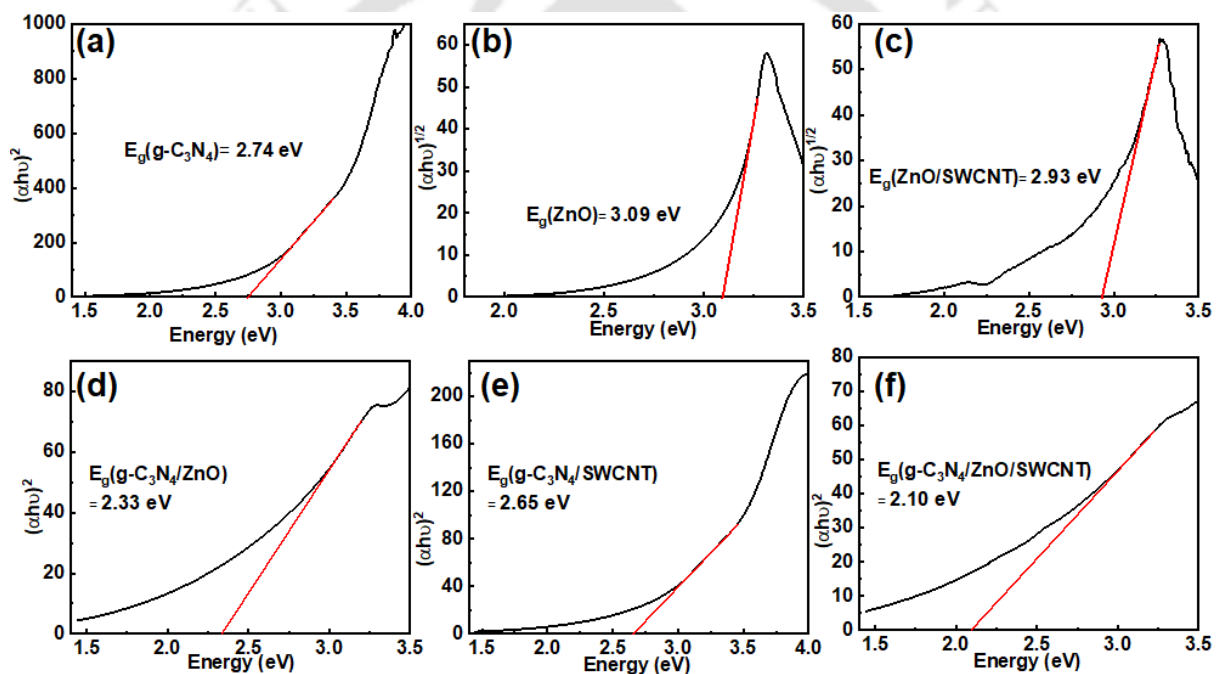 (a)
E_g(g-C₃N₄)= 2.74 eV
(αhυ)²
1000
800
600
400
200
0
1.5 2.0 2.5 3.0 3.5 4.0
Energy (eV)
(b)
E_g(ZnO)= 3.09 eV
(αhυ)^1/2
60
50
40
30
20
10
0
2.0 2.5 3.0 3.5
Energy (eV)
(c)
E_g(ZnO/SWCNT)= 2.93 eV
(αhυ)^1/2
60
50
40
30
20
10
0
1.5 2.0 2.5 3.0 3.5
Energy (eV)
(d)
E_g(g-C₃N₄/ZnO)
= 2.33 eV
(αhυ)²
80
60
40
20
0
1.5 2.0 2.5 3.0 3.5
Energy (eV)
(e)
E_g(g-C₃N₄/SWCNT)
= 2.65 eV
(αhυ)²
200
160
120
80
40
0
1.5 2.0 2.5 3.0 3.5 4.0
Energy (eV)
(f)
E_g(g-C₃N₄/ZnO/SWCNT)
= 2.10 eV
(αhυ)²
80
70
60
50
40
30
20
10
0
1.5 2.0 2.5 3.0 3.5
Energy (eV)